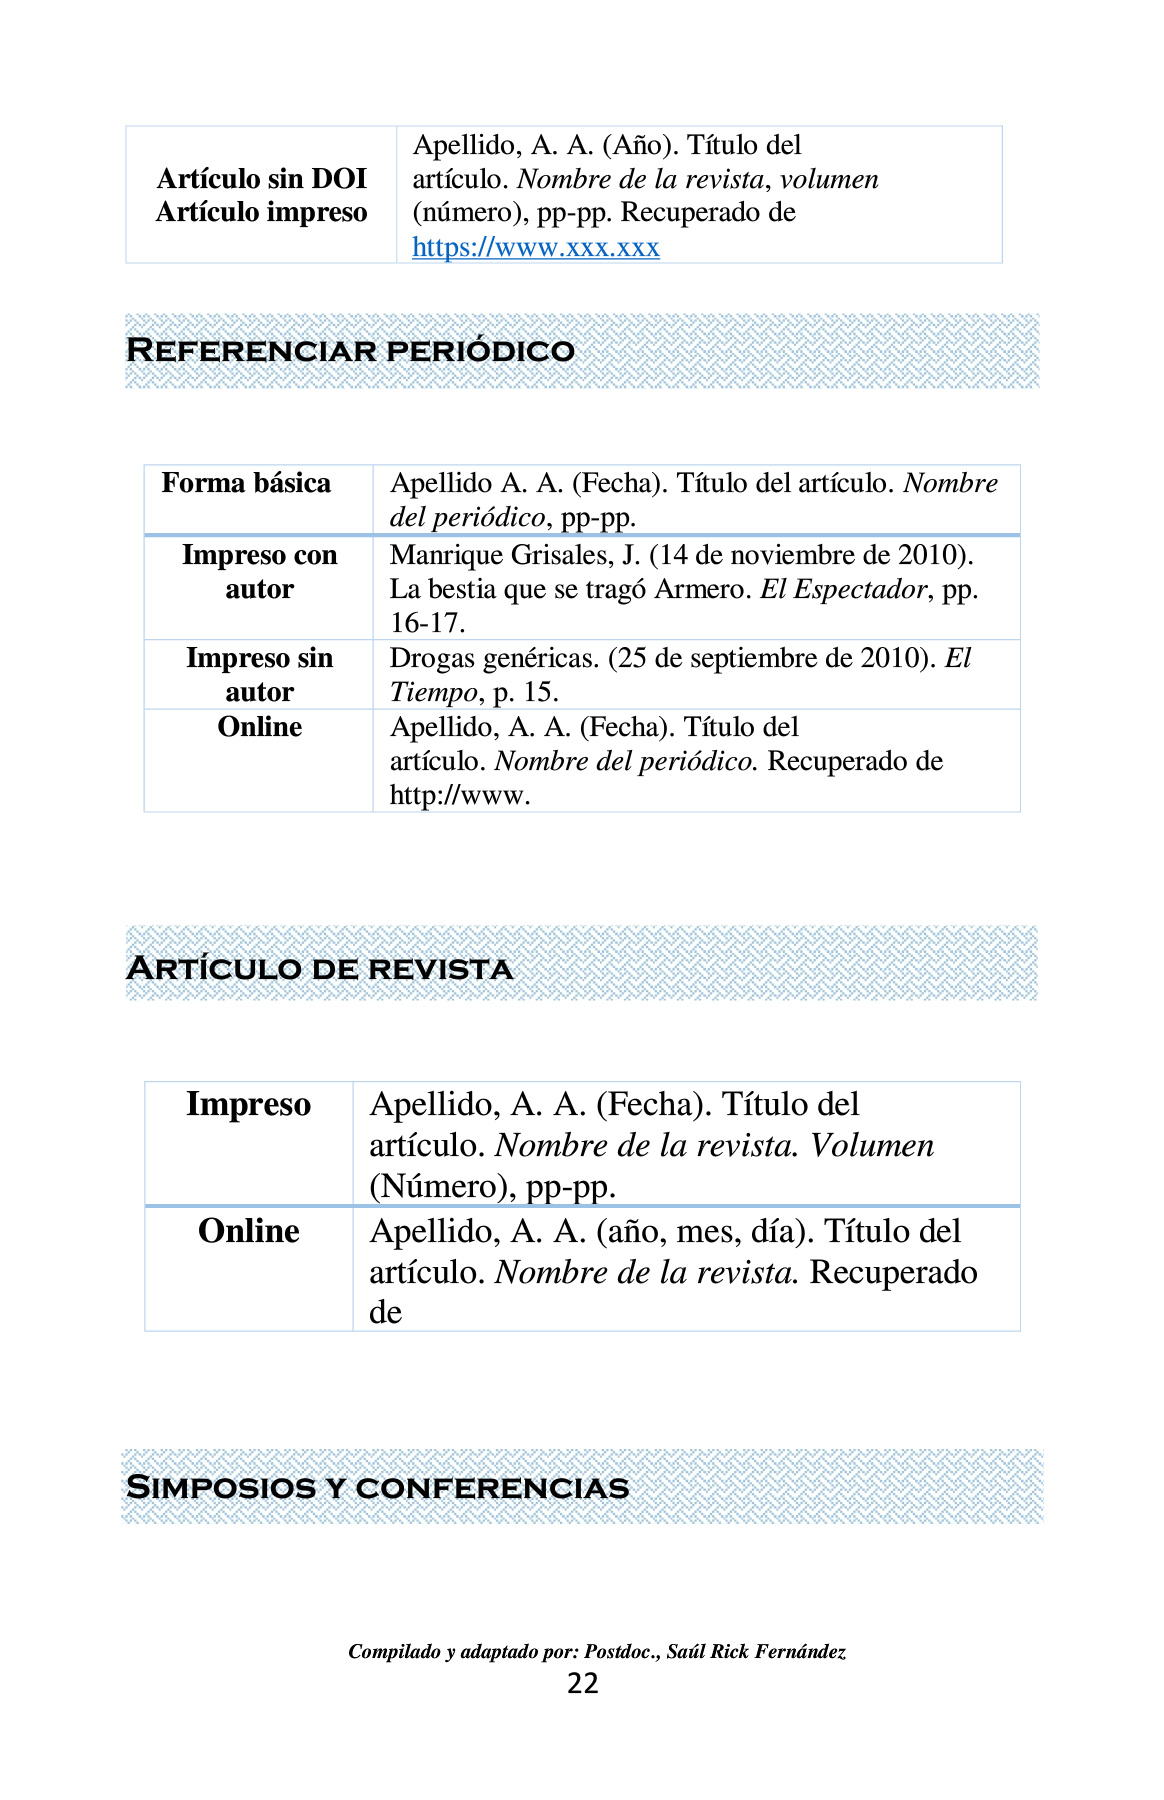 Artículo sin DOI
Artículo impreso
Apellido, A. A. (Año). Título del
artículo. Nombre de la revista, volumen
(número), pp-pp. Recuperado de
https://www.xxx.xxx
Referenciar periódico
Forma básica
Apellido A. A. (Fecha). Título del artículo. Nombre
del periódico, pp-pp.
Impreso con
autor
Manrique Grisales, J. (14 de noviembre de 2010).
La bestia que se tragó Armero. El Espectador, pp.
16-17.
Impreso sin
autor
Drogas genéricas. (25 de septiembre de 2010). El
Tiempo, p. 15.
Online
Apellido, A. A. (Fecha). Título del
artículo. Nombre del periódico. Recuperado de
http://www.
Artículo de revista
Impreso
Apellido, A. A. (Fecha). Título del
artículo. Nombre de la revista. Volumen
(Número), pp-pp.
Online
Apellido, A. A. (año, mes, día). Título del
artículo. Nombre de la revista. Recuperado
de
Simposios y conferencias
Compilado y adaptado por: Postdoc., Saúl Rick Fernández
22